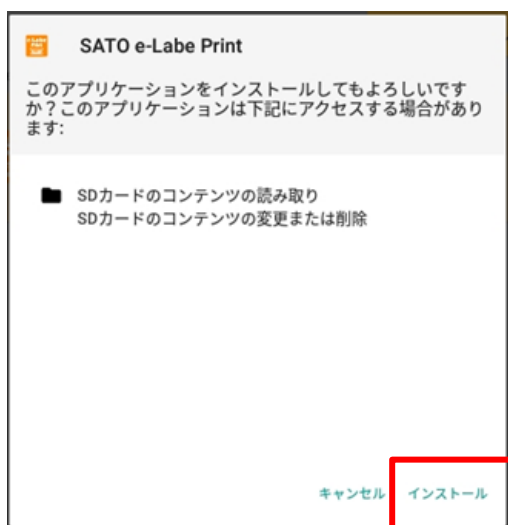 SATO e-Labe Print
このアプリケーションをインストールしてもよろしいです
か？このアプリケーションは下記にアクセスする場合があり
ます:
SDカードのコンテンツの読み取り
SDカードのコンテンツの変更または削除
キャンセル インストール